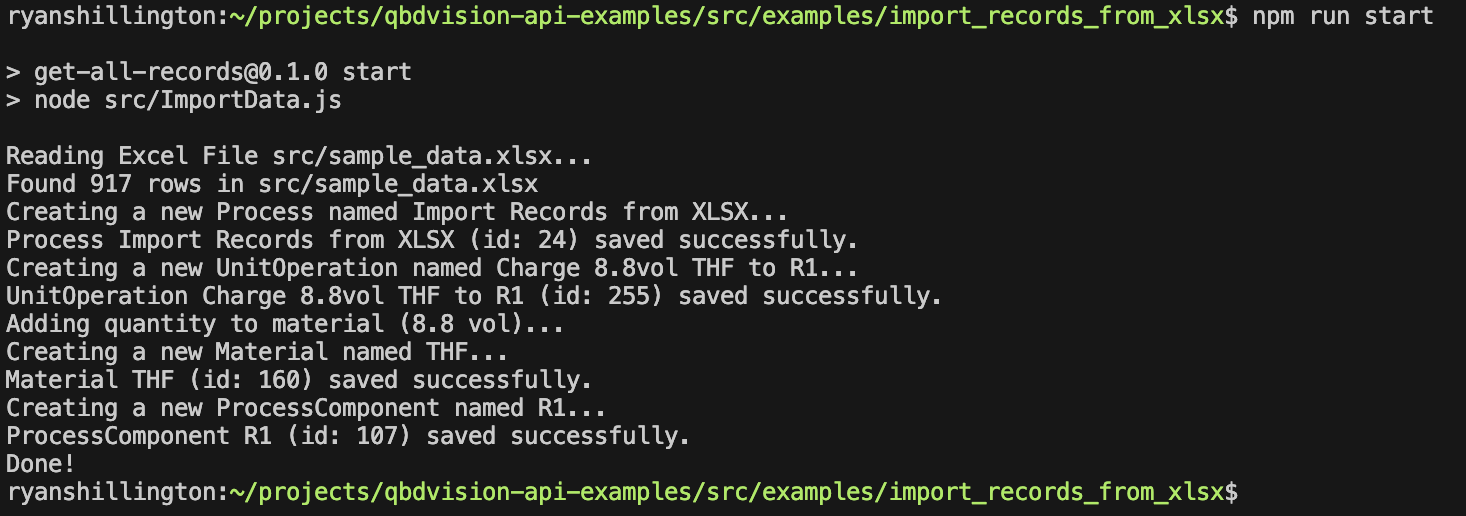 ryanshillington:~/projects/qbdvision-api-examples/src/examples/import_records_from_xlsx$ npm run start
> get-all-records@0.1.0 start
> node src/ImportData.js
Reading Excel File src/sample_data.xlsx...
Found 917 rows in src/sample_data.xlsx
Creating a new Process named Import Records from XLSX...
Process Import Records from XLSX (id: 24) saved successfully.
Creating a new UnitOperation named Charge 8.8vol THF to R1...
UnitOperation Charge 8.8vol THF to R1 (id: 255) saved successfully.
Adding quantity to material (8.8 vol)...
Creating a new Material named THF...
Material THF (id: 160) saved successfully.
Creating a new ProcessComponent named R1...
ProcessComponent R1 (id: 107) saved successfully.
Done!
ryanshillington:~/projects/qbdvision-api-examples/src/examples/import_records_from_xlsx$